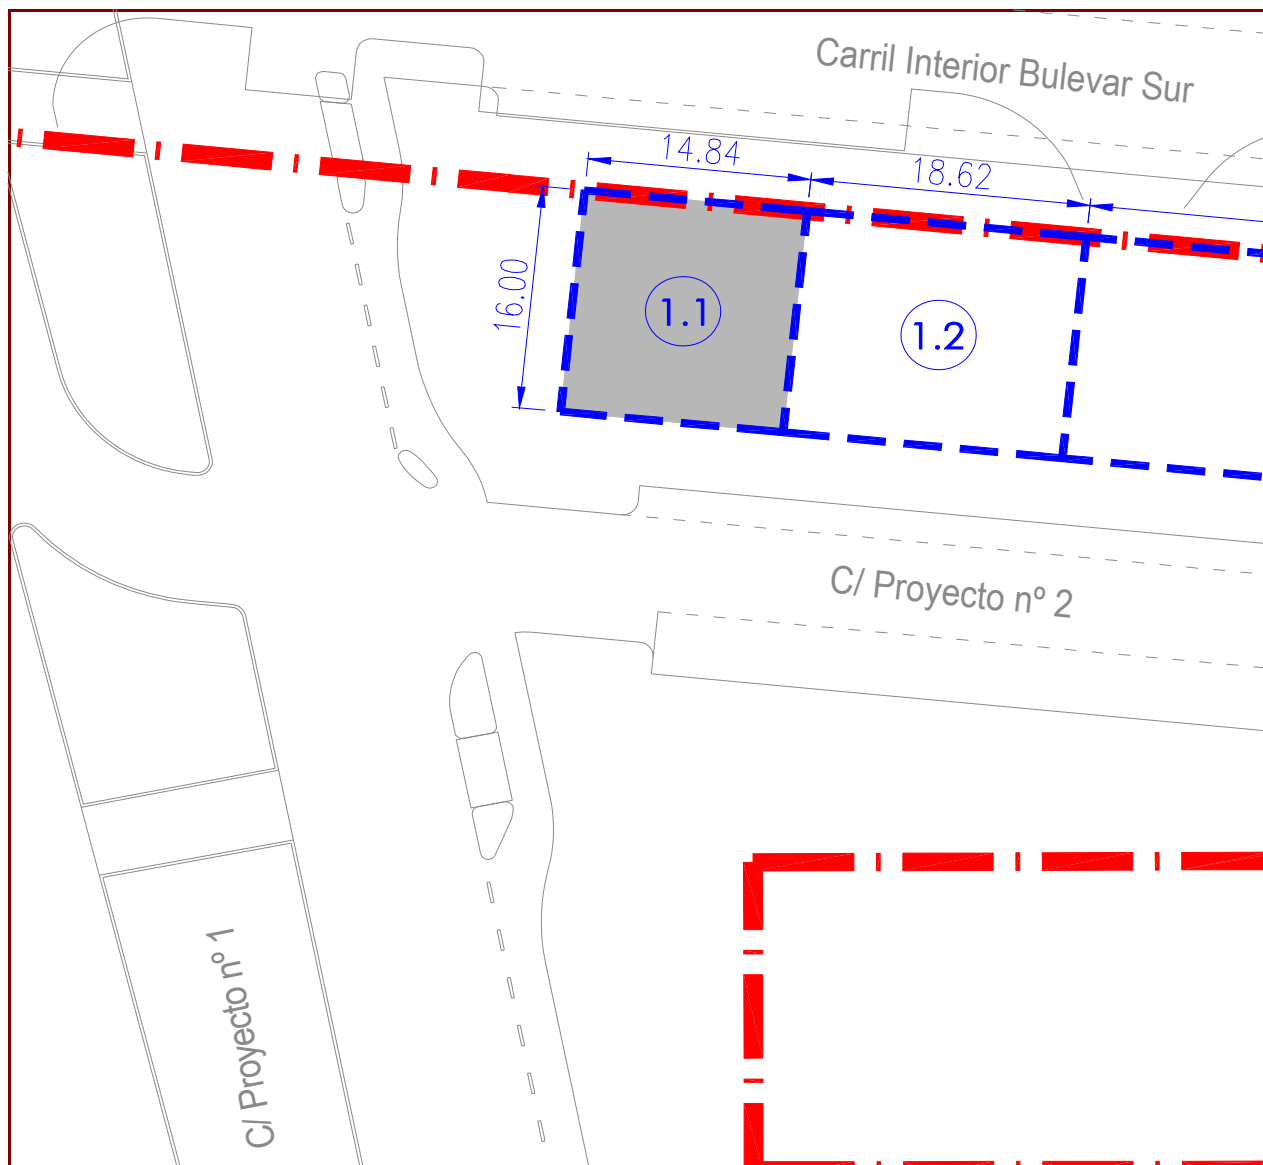 Carril Interior Bulevar Sur
14.84
18.62
16.00
1.1
1.2
C/ Proyecto nº 2
C/ Proyecto nº 1